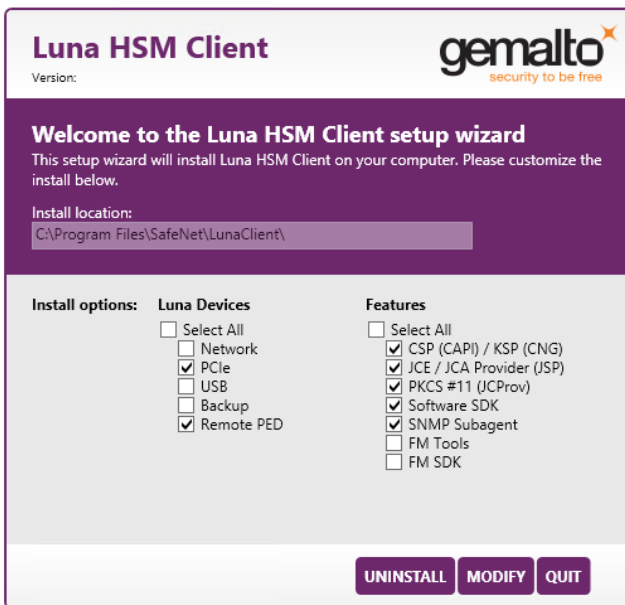 Luna HSM Client
Version:
gemalto
security to be free
Welcome to the Luna HSM Client setup wizard
This setup wizard will install Luna HSM Client on your computer. Please customize the
install below.
Install location:
C:\Program Files\SafeNet\LunaClient\
Install options:
Luna Devices
Select All
Network
PCIe
USB
Backup
Remote PED
Features
Select All
CSP (CAPI) / KSP (CNG)
JCE / JCA Provider (JSP)
PKCS #11 (JCProv)
Software SDK
SNMP Subagent
FM Tools
FM SDK
UNINSTALL
MODIFY
QUIT